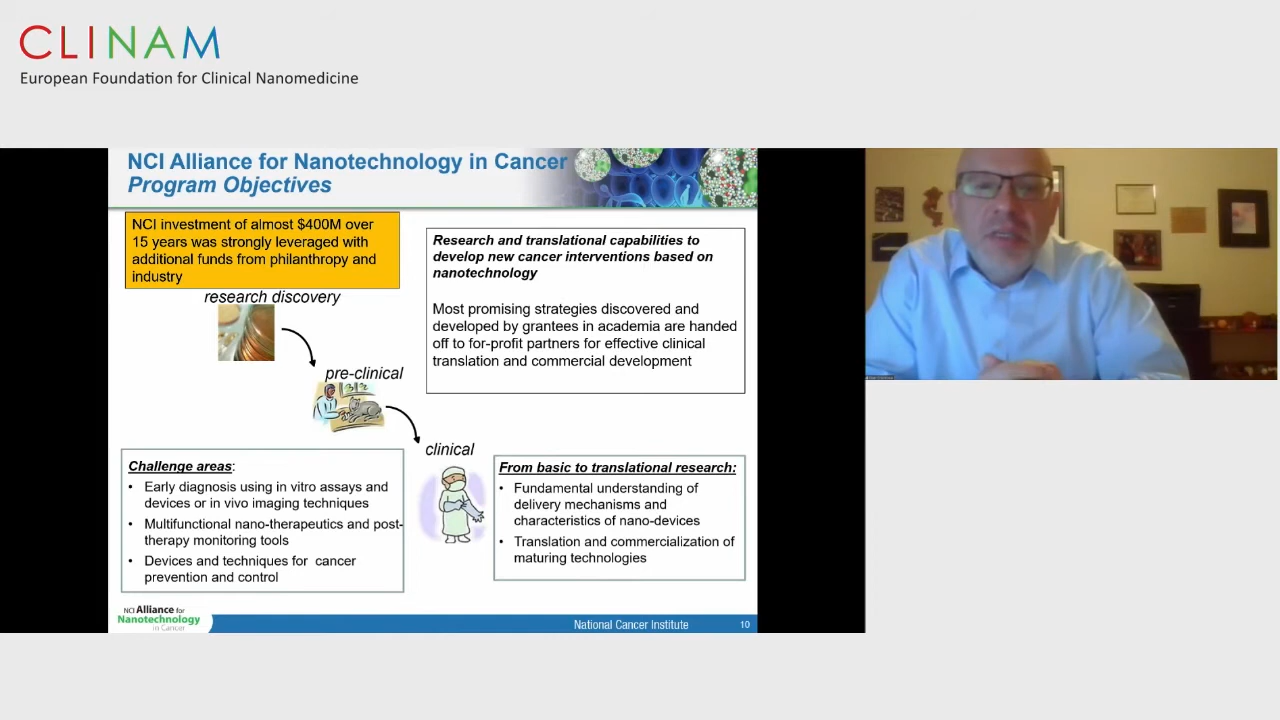 CLINAM
European Foundation for Clinical Nanomedicine
NCI Alliance for Nanotechnology in Cancer
Program Objectives
NCI investment of almost $400M over
15 years was strongly leveraged with
additional funds from philanthropy and
industry
research discovery
pre-clinical
clinical
Research and translational capabilities to
develop new cancer interventions based on
nanotechnology
Most promising strategies discovered and
developed by grantees in academia are handed
off to for-profit partners for effective clinical
translation and commercial development
Challenge areas:
• Early diagnosis using in vitro assays and
devices or in vivo imaging techniques
• Multifunctional nano-therapeutics and post-
therapy monitoring tools
• Devices and techniques for cancer
prevention and control
From basic to translational research:
• Fundamental understanding of
delivery mechanisms and
characteristics of nano-devices
• Translation and commercialization of
maturing technologies
NCI Alliance for
Nanotechnology
in Cancer
National Cancer Institute
10